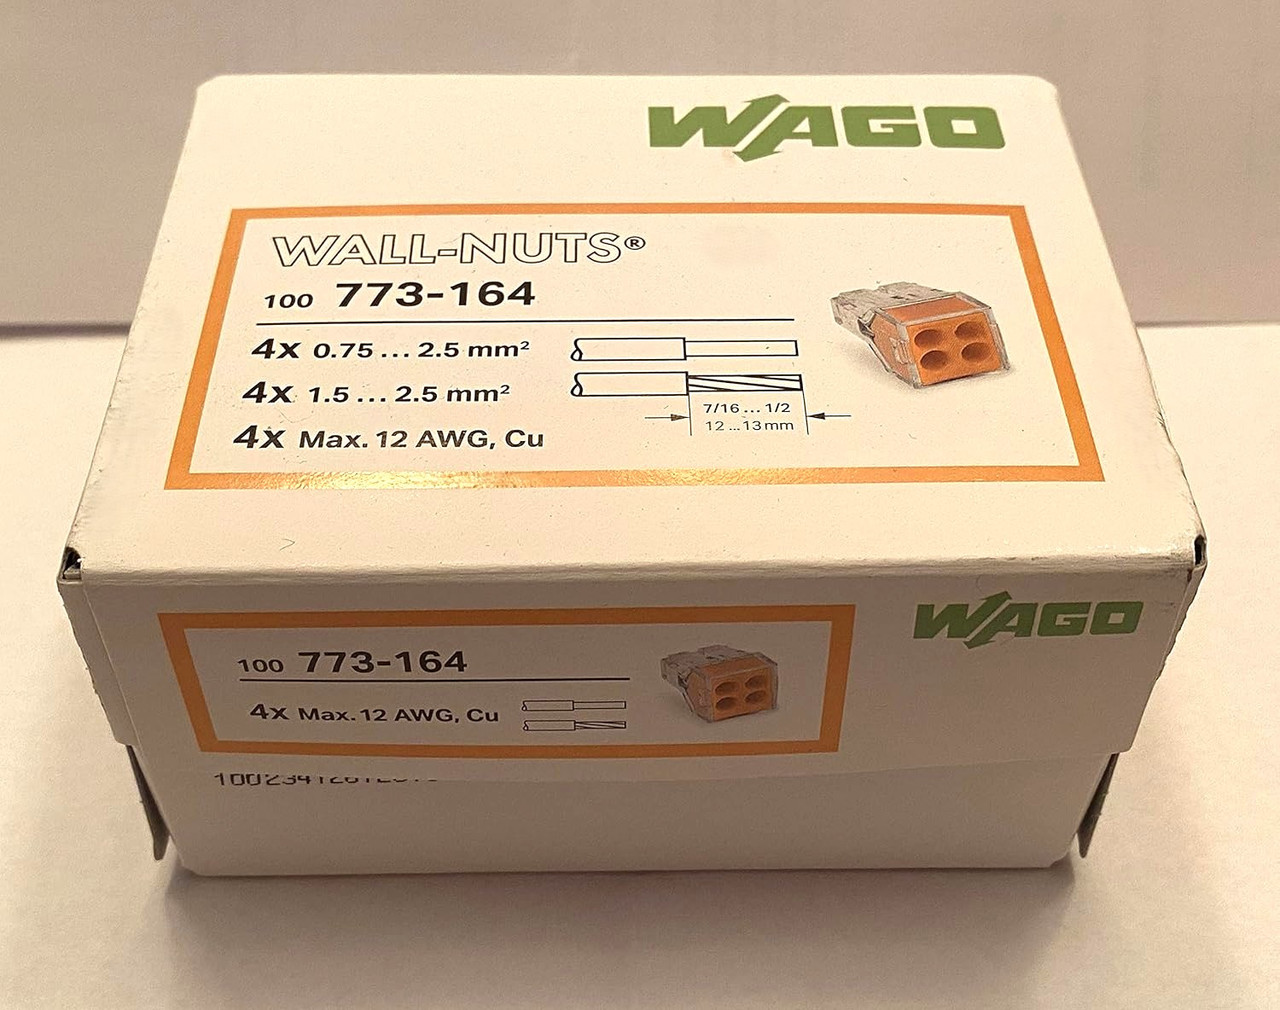 WAGO
WALL-NUTS®
100 773-164
4x 0.75 ... 2.5 mm²
4x 1.5 ... 2.5 mm²
4x Max. 12 AWG, Cu
7/16 ... 1/2
12 ... 13 mm
WAGO
100 773-164
4x Max. 12 AWG, Cu